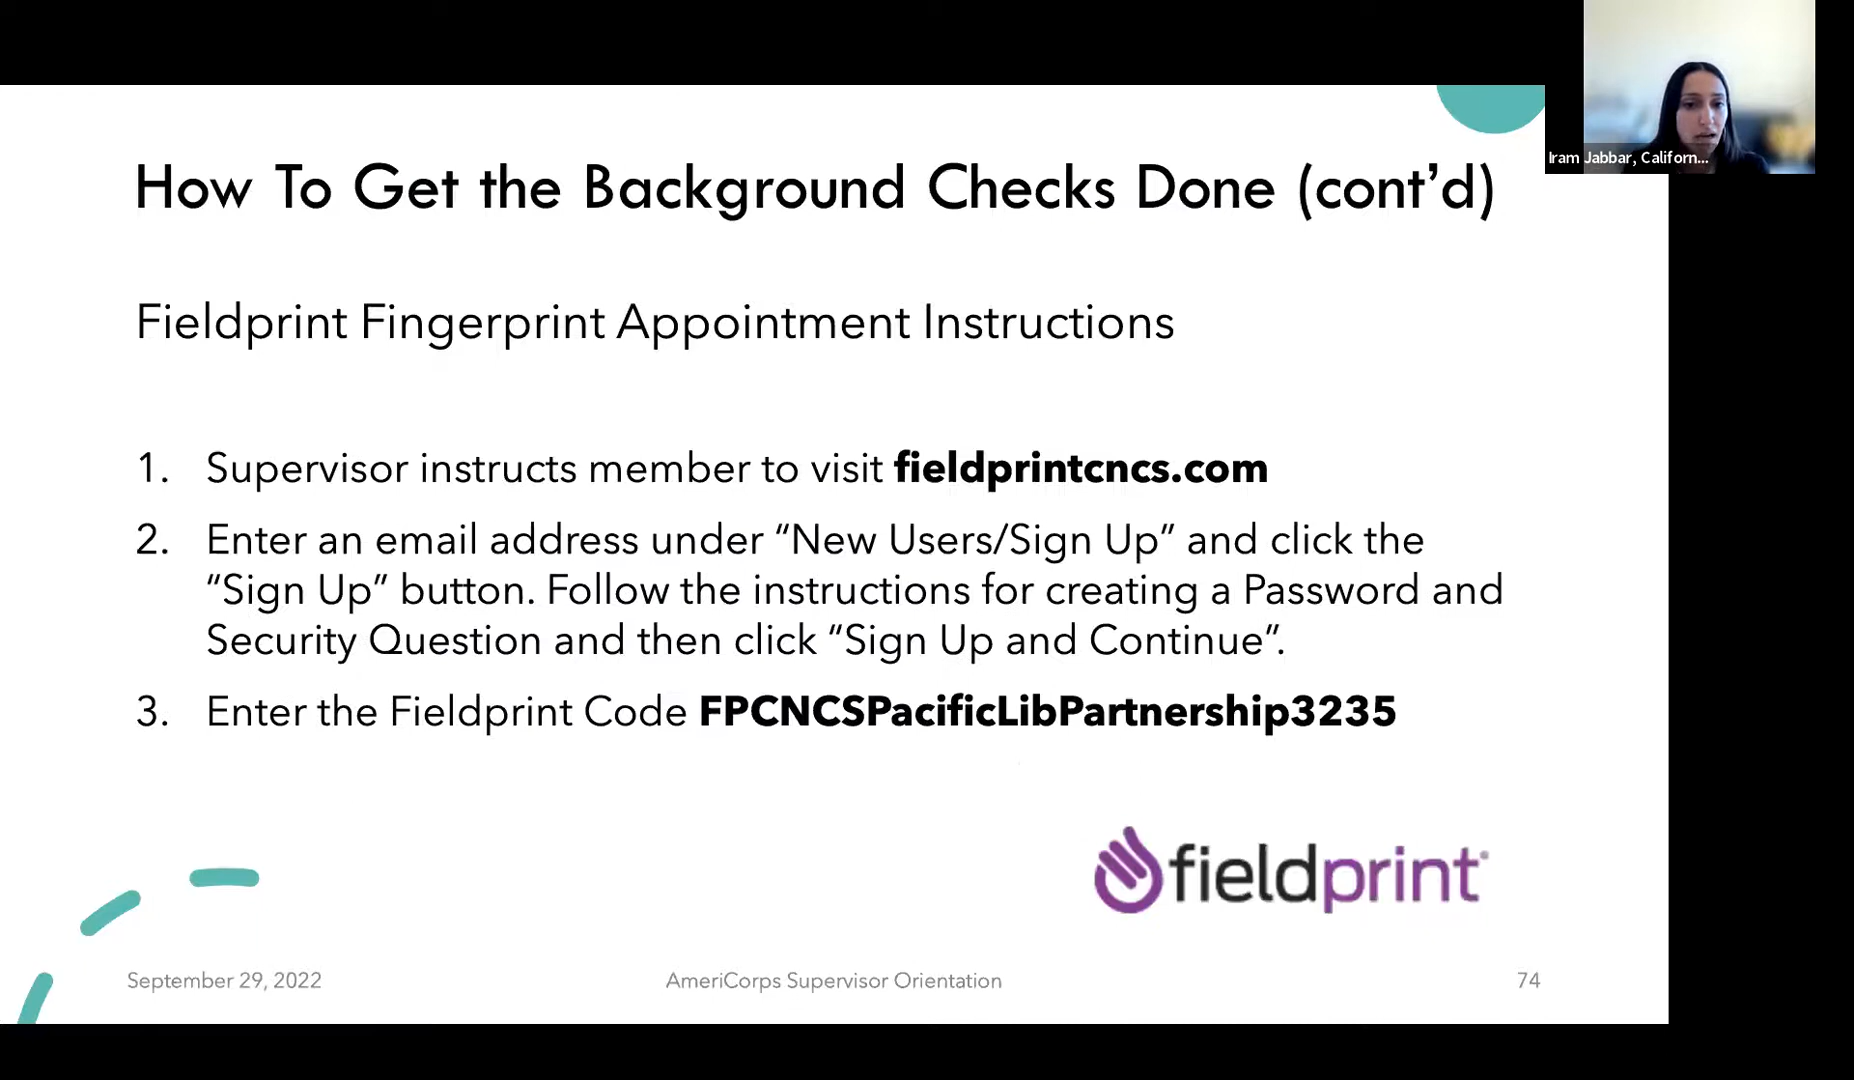 Iram Jabbar, Californ...
How To Get the Background Checks Done (cont’d)
Fieldprint Fingerprint Appointment Instructions
1. Supervisor instructs member to visit fieldprintcncs.com
2. Enter an email address under “New Users/Sign Up” and click the
“Sign Up” button. Follow the instructions for creating a Password and
Security Question and then click “Sign Up and Continue”.
3. Enter the Fieldprint Code FPCNCSPacificLibPartnership3235
fieldprint
September 29, 2022
AmeriCorps Supervisor Orientation
74